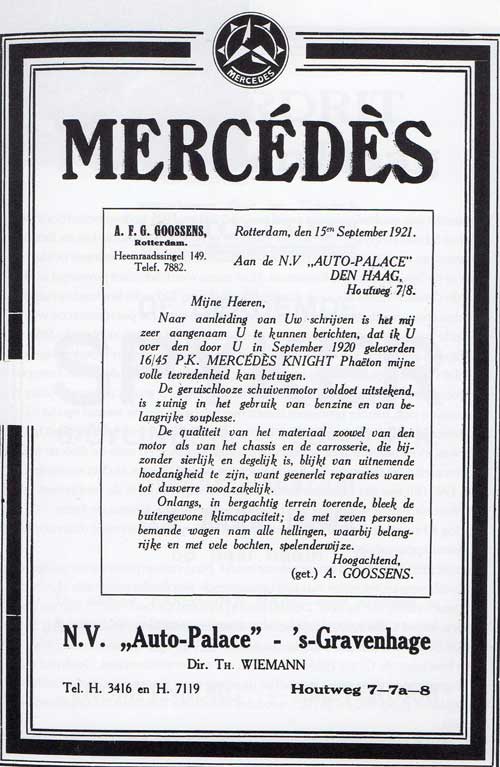 MERCEDES
MERCÉDÈS
A. F. G. GOOSSENS,
Rotterdam.
Heemraadssingel 149.
Telef. 7882.
Rotterdam, den 15en September 1921.
Aan de N.V „AUTO-PALACE”
DEN HAAG,
Houtweg 7/8.
Mijne Heeren,
Naar aanleiding van Uw schrijven is het mij
zeer aangenaam U te kunnen berichten, dat ik U
over den door U in September 1920 geleverden
16/45 P.K. MERCÉDÈS KNIGHT Phaëton mijne
volle tevredenheid kan betuigen.
De geruischlooze schuivenmotor voldoet uitstekend,
is zuinig in het gebruik van benzine en van be-
langrijke souplesse.
De qualiteit van het materiaal zoowel van den
motor als van het chassis en de carrosserie, die bij-
zonder sierlijk en degelijk is, blijkt van uitnemende
hoedanigheid te zijn, want geenerlei reparaties waren
tot dusverre noodzakelijk.
Onlangs, in bergachtig terrein toerende, bleek de
buitengewone klimcapaciteit; de met zeven personen
bemande wagen nam alle hellingen, waarbij belang-
rijke en met vele bochten, spelenderwijze.
Hoogachtend,
(get.) A. GOOSSENS.
N.V. „Auto-Palace” - 's-Gravenhage
Dir. TH. WIEMANN
Tel. H. 3416 en H. 7119
Houtweg 7—7a—8